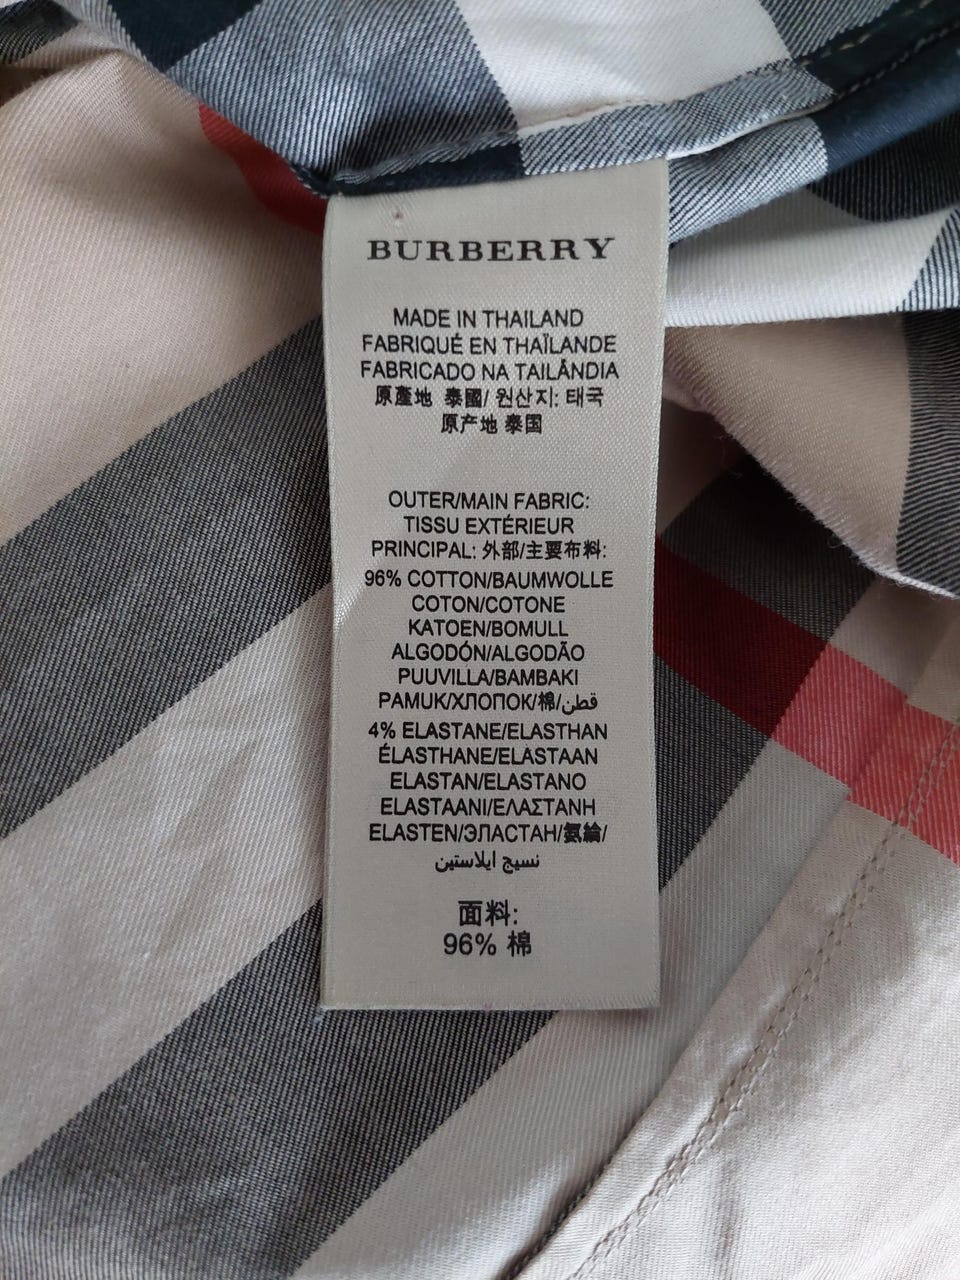 BURBERRY
MADE IN THAILAND
FABRIQUÉ EN THAÏLANDE
FABRICADO NA TAILÂNDIA
原產地 泰國/ 원산지: 태국
原产地 泰国
OUTER/MAIN FABRIC:
TISSU EXTÉRIEUR
PRINCIPAL: 外部/主要布料:
96% COTTON/BAUMWOLLE
COTON/COTONE
KATOEN/BOMULL
ALGODÓN/ALGODÃO
PUUVILLA/BAMBAKI
PAMUK/ХЛОПОК/棉/قطن
4% ELASTANE/ELASTHAN
ÉLASTHANE/ELASTAAN
ELASTAN/ELASTANO
ELASTAANI/ΕΛΑΣΤΑΝΗ
ELASTEN/ЭЛАСТАН/氨綸/
نسيج ايلاستين
面料:
96% 棉